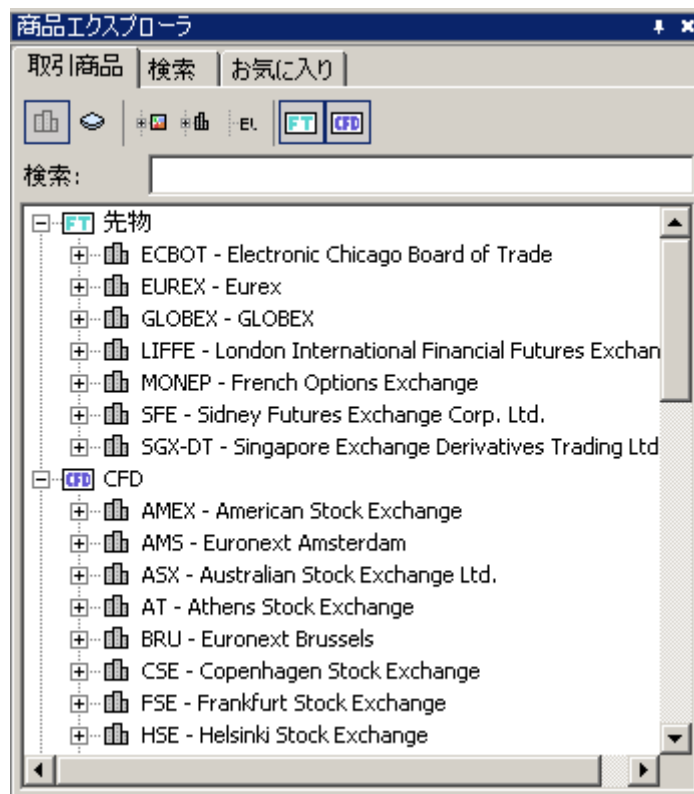 商品エクスプローラ
取引商品 検索 お気に入り
FT CFD
検索:
FT 先物
ECBOT - Electronic Chicago Board of Trade
EUREX - Eurex
GLOBEX - GLOBEX
LIFFE - London International Financial Futures Exchan
MONEP - French Options Exchange
SFE - Sidney Futures Exchange Corp. Ltd.
SGX-DT - Singapore Exchange Derivatives Trading Ltd
CFD CFD
AMEX - American Stock Exchange
AMS - Euronext Amsterdam
ASX - Australian Stock Exchange Ltd.
AT - Athens Stock Exchange
BRU - Euronext Brussels
CSE - Copenhagen Stock Exchange
FSE - Frankfurt Stock Exchange
HSE - Helsinki Stock Exchange